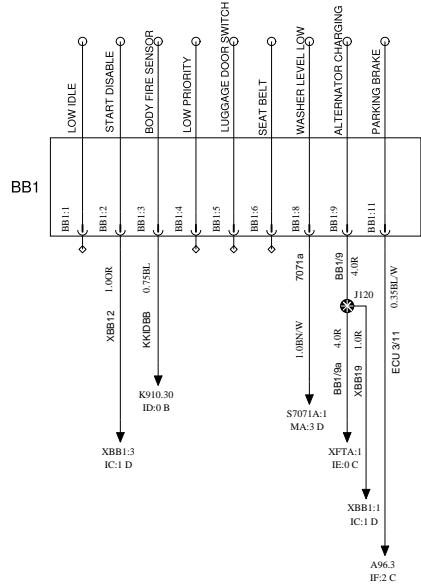 LOW IDLE
START DISABLE
BODY FIRE SENSOR
LOW PRIORITY
LUGGAGE DOOR SWITCH
SEAT BELT
WASHER LEVEL LOW
ALTERNATOR CHARGING
PARKING BRAKE
BB1
BB1:1
BB1:2
BB1:3
BB1:4
BB1:5
BB1:6
BB1:8
BB1:9
BB1:11
1.0OR
XBB12
0.75BL
KKIDBB
7071a
1.0BN/W
BB1/9
4.0R
J120
4.0R
BB1/9a
1.0R
XBB19
0.35BL/W
ECU 3/11
K910.30
ID:0 B
S7071A:1
MA:3 D
XBB1:3
IC:1 D
XFTA:1
IE:0 C
XBB1:1
IC:1 D
A96.3
IF:2 C